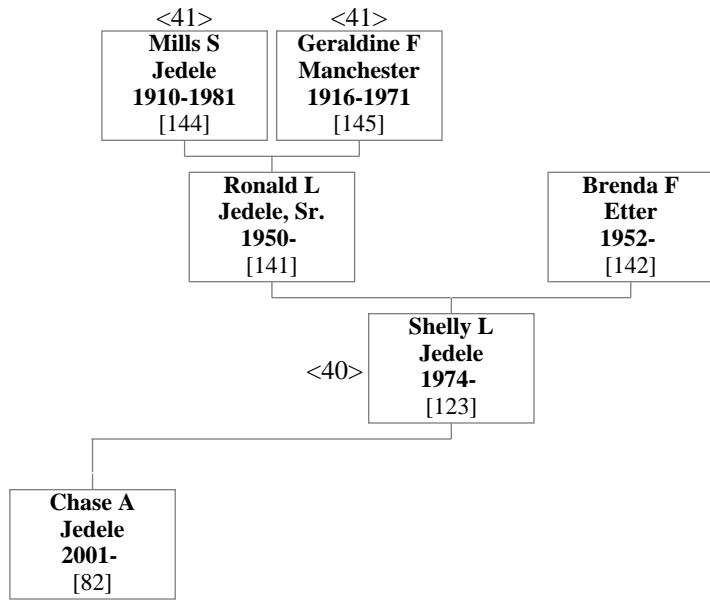 <41>
<41>
Mills S
Jedele
1910-1981
[144]
Geraldine F
Manchester
1916-1971
[145]
Ronald L
Jedele, Sr.
1950-
[141]
Brenda F
Etter
1952-
[142]
<40>
Shelly L
Jedele
1974-
[123]
Chase A
Jedele
2001-
[82]